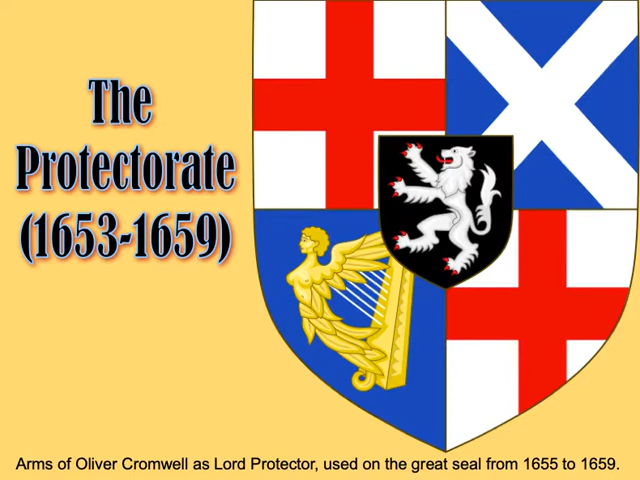 The
Protectorate
(1653-1659)
Arms of Oliver Cromwell as Lord Protector, used on the great seal from 1655 to 1659.